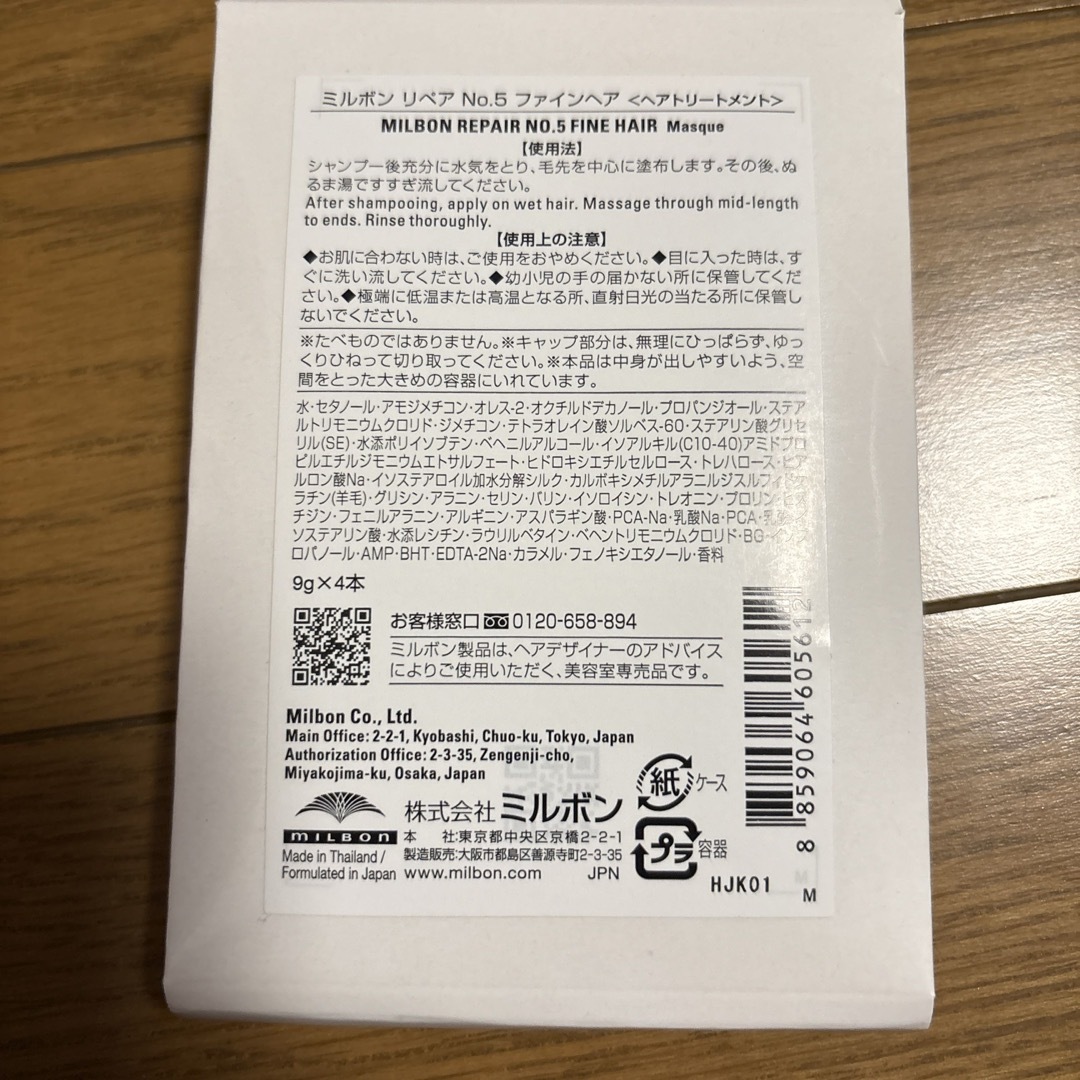 ミルボン リペア No.5 ファインヘア <ヘアトリートメント>
MILBON REPAIR NO.5 FINE HAIR Masque
【使用法】
シャンプー後充分に水気をとり、毛先を中心に塗布します。その後、ぬ
るま湯ですすぎ流してください。
After shampooing, apply on wet hair. Massage through mid-length
to ends. Rinse thoroughly.
【使用上の注意】
◆お肌に合わない時は、ご使用をおやめください。◆目に入った時は、す
ぐに洗い流してください。◆幼小児の手の届かない所に保管してくだ
さい。◆極端に低温または高温となる所、直射日光の当たる所に保管し
ないでください。
※たべものではありません。※キャップ部分は、無理にひっぱらず、ゆっ
くりひねって切り取ってください。※本品は中身が出しやすいよう、空
間をとった大きめの容器にいれています。
水・セタノール・アモジメチコン・オレス-2・オクチルドデカノール・プロパンジオール・ステア
ルトリモニウムクロリド・ジメチコン・テトラオレイン酸ソルベス-60・ステアリン酸グリセ
リル(SE)・水添ポリイソブテン・ベヘニルアルコール・イソアルキル(C10-40)アミドプロ
ピルエチルジモニウムエトサルフェート・ヒドロキシエチルセルロース・トレハロース・ヒア
ルロン酸Na・イソステアロイル加水分解シルク・カルボキシメチルアラニルジスルフィドケ
ラチン(羊毛)・グリシン・アラニン・セリン・バリン・イソロイシン・トレオニン・プロリン・ヒス
チジン・フェニルアラニン・アルギニン・アスパラギン酸・PCA-Na・乳酸Na・PCA・乳酸・イ
ソステアリン酸・水添レシチン・ラウリルベタイン・ベヘントリモニウムクロリド・BG・イソプ
ロパノール・AMP・BHT・EDTA-2Na・カラメル・フェノキシエタノール・香料
9g×4本
お客様窓口 0120-658-894
ミルボン製品は、ヘアデザイナーのアドバイス
によりご使用いただく、美容室専売品です。
Milbon Co., Ltd.
Main Office: 2-2-1, Kyobashi, Chuo-ku, Tokyo, Japan
Authorization Office: 2-3-35, Zengenji-cho,
Miyakojima-ku, Osaka, Japan
MILBON
株式会社 ミルボン
本 社:東京都中央区京橋2-2-1
製造販売:大阪市都島区善源寺町2-3-35
Made in Thailand /
Formulated in Japan
www.milbon.com JPN
紙 ケース
プラ 容器
8 859064 605612
HJK01
M